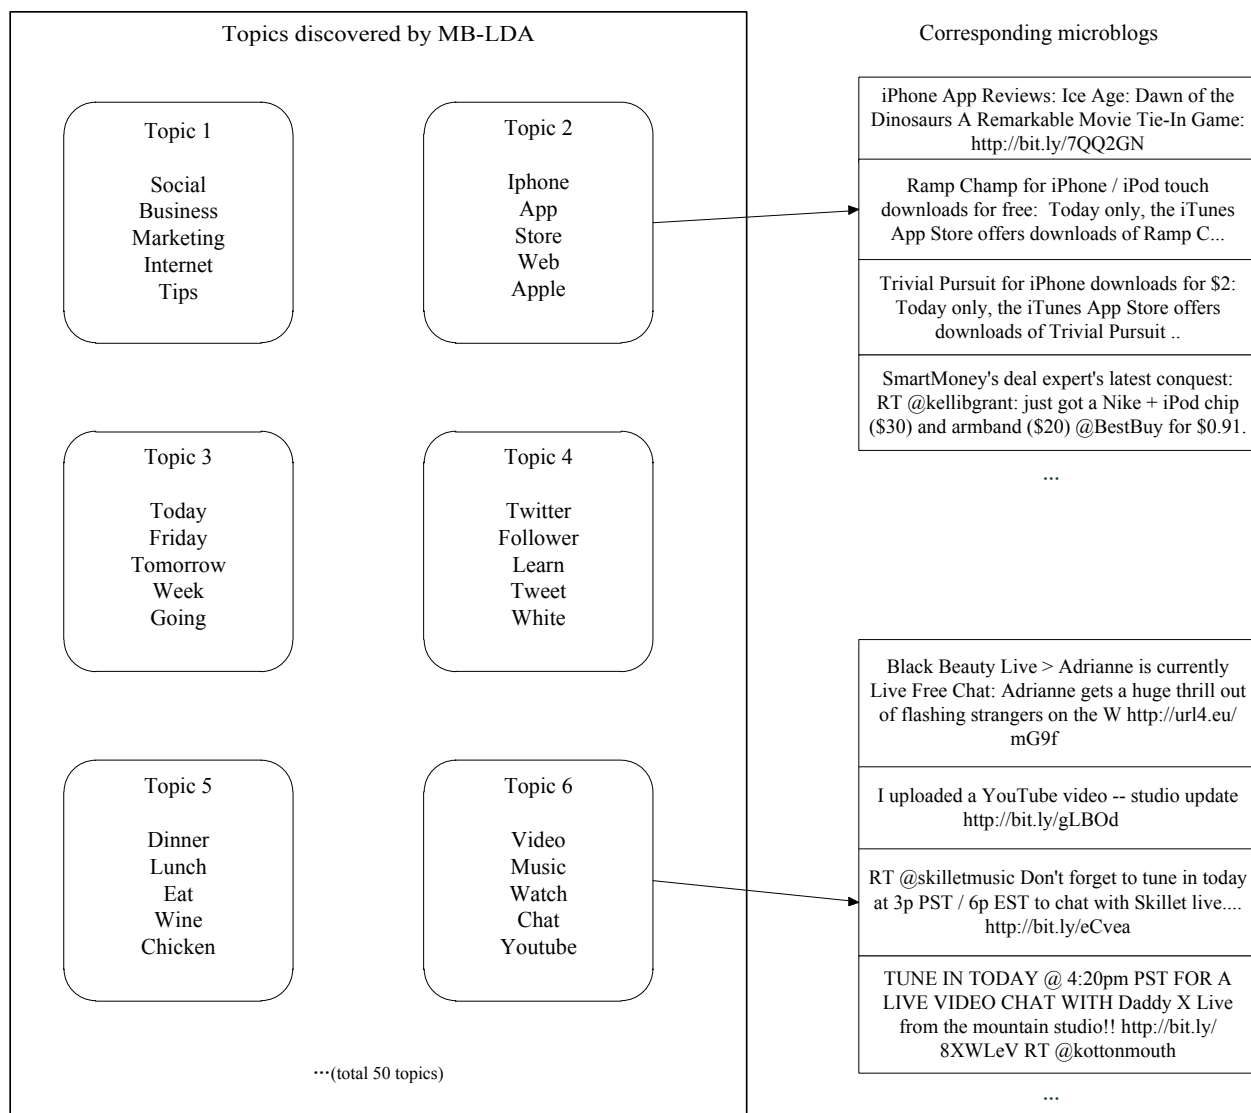 Topics discovered by MB-LDA
Corresponding microblogs
Topic 1
Social
Business
Marketing
Internet
Tips
Topic 2
Iphone
App
Store
Web
Apple
iPhone App Reviews: Ice Age: Dawn of the
Dinosaurs A Remarkable Movie Tie-In Game:
http://bit.ly/7QQ2GN
Ramp Champ for iPhone / iPod touch
downloads for free:  Today only, the iTunes
App Store offers downloads of Ramp C...
Trivial Pursuit for iPhone downloads for $2:
Today only, the iTunes App Store offers
downloads of Trivial Pursuit ..
SmartMoney's deal expert's latest conquest:
RT @kellibgrant: just got a Nike + iPod chip
($30) and armband ($20) @BestBuy for $0.91.
...
Topic 3
Today
Friday
Tomorrow
Week
Going
Topic 4
Twitter
Follower
Learn
Tweet
White
Topic 5
Dinner
Lunch
Eat
Wine
Chicken
Topic 6
Video
Music
Watch
Chat
Youtube
Black Beauty Live > Adrianne is currently
Live Free Chat: Adrianne gets a huge thrill out
of flashing strangers on the W http://url4.eu/
mG9f
I uploaded a YouTube video -- studio update
http://bit.ly/gLBOd
RT @skilletmusic Don't forget to tune in today
at 3p PST / 6p EST to chat with Skillet live....
http://bit.ly/eCvea
TUNE IN TODAY @ 4:20pm PST FOR A
LIVE VIDEO CHAT WITH Daddy X Live
from the mountain studio!! http://bit.ly/
8XWLeV RT @kottonmouth
...
...(total 50 topics)